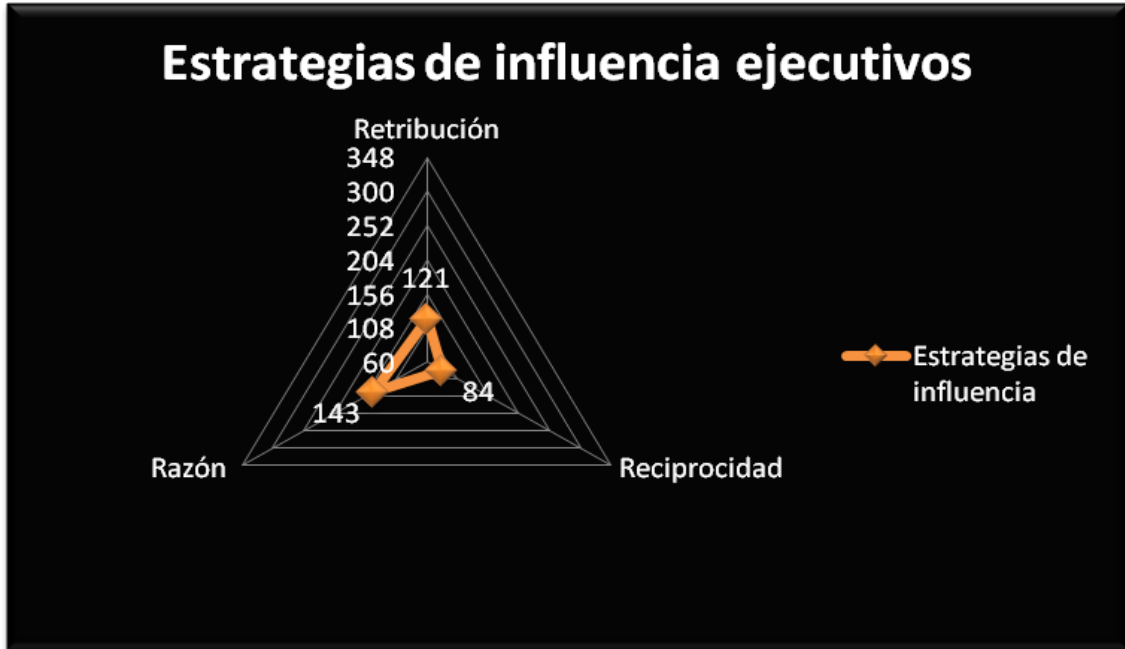 Estrategias de influencia ejecutivos
Retribución
348
300
252
204
121
156
108
60
84
143
Razón
Reciprocidad
Estrategias de
influencia